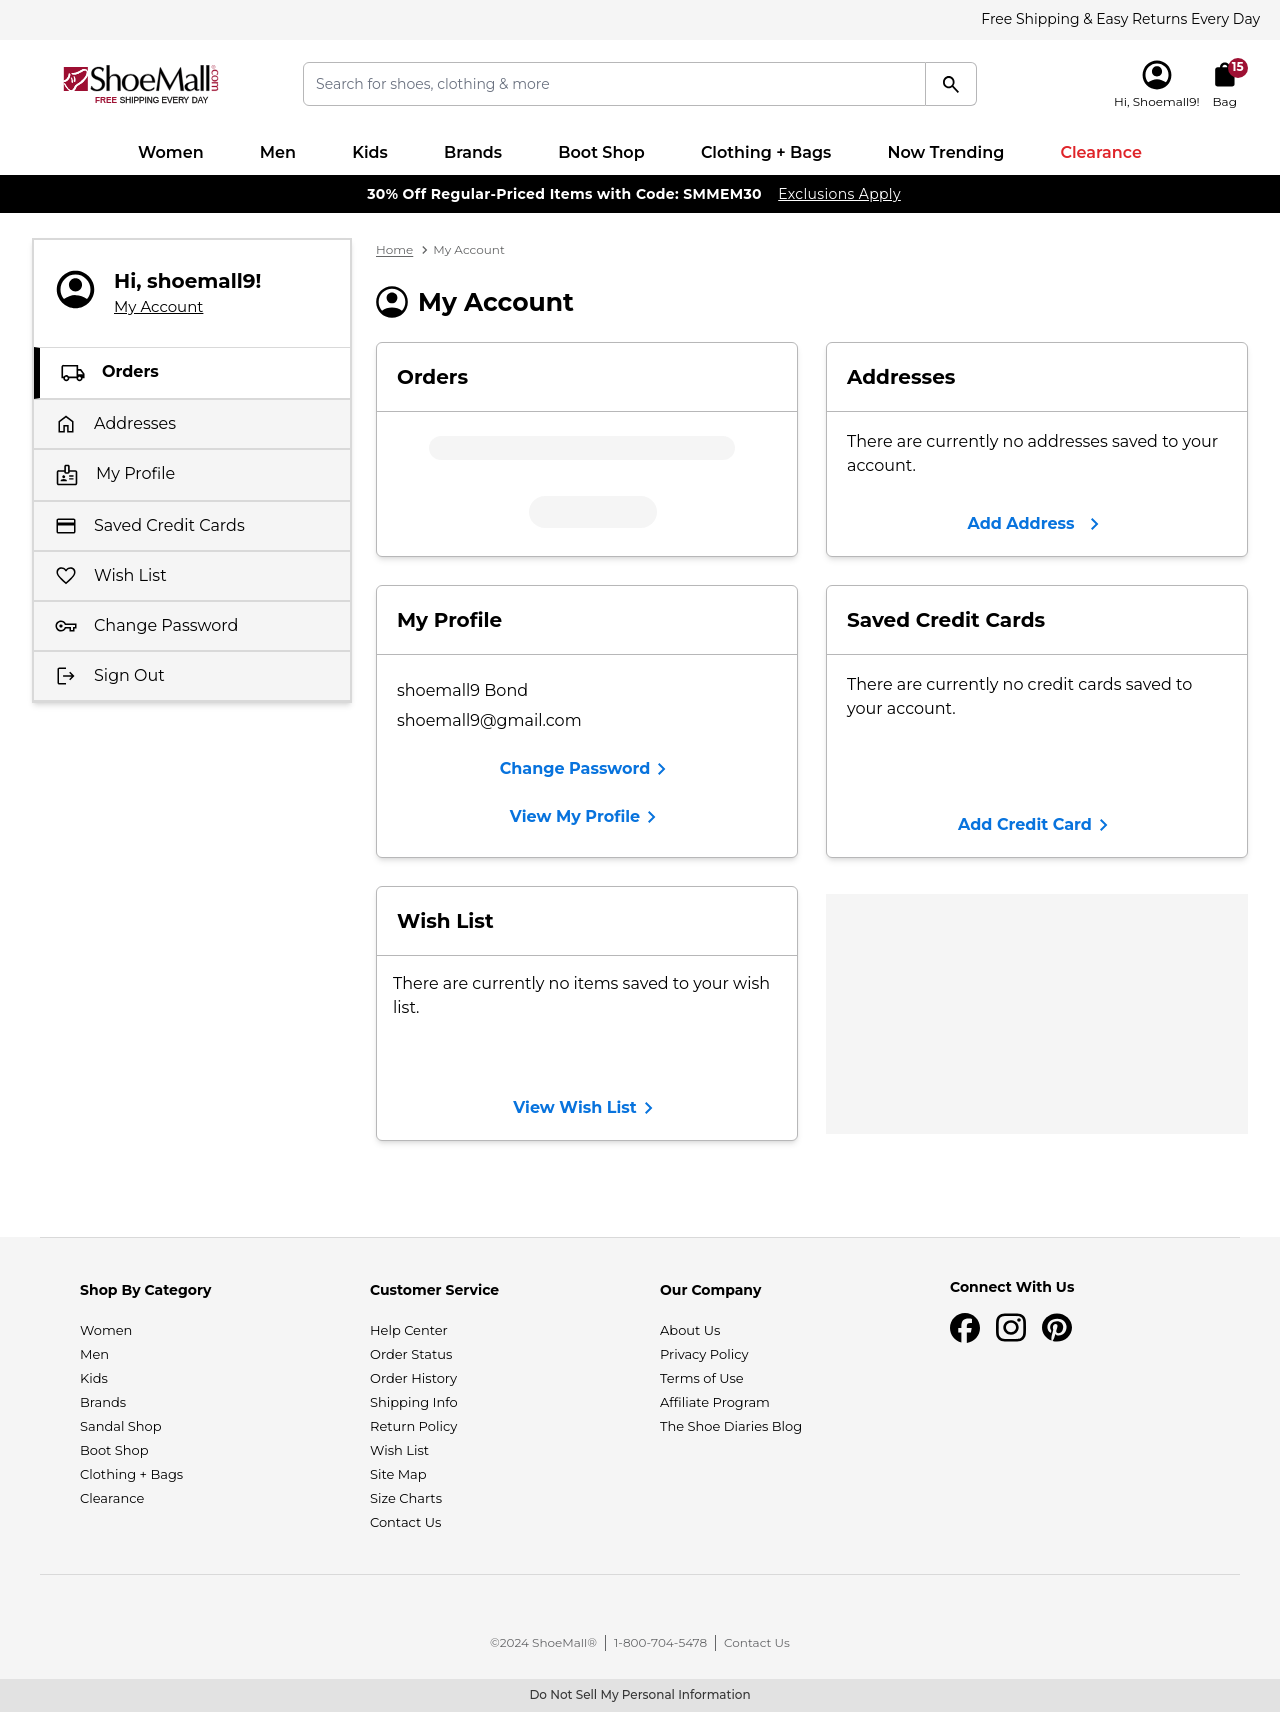 Free Shipping & Easy Returns Every Day
ShoeMall.com
FREE SHIPPING EVERY DAY
Search for shoes, clothing & more
Hi, Shoemall9!
15
Bag
Women Men Kids Brands Boot Shop Clothing + Bags Now Trending Clearance
30% Off Regular-Priced Items with Code: SMMEM30 Exclusions Apply
Hi, shoemall9!
My Account
Orders
Addresses
My Profile
Saved Credit Cards
Wish List
Change Password
Sign Out
Home > My Account
My Account
Orders
Addresses
There are currently no addresses saved to your
account.
Add Address
My Profile
shoemall9 Bond
shoemall9@gmail.com
Change Password
View My Profile
Saved Credit Cards
There are currently no credit cards saved to
your account.
Add Credit Card
Wish List
There are currently no items saved to your wish
list.
View Wish List
Shop By Category
Women
Men
Kids
Brands
Sandal Shop
Boot Shop
Clothing + Bags
Clearance
Customer Service
Help Center
Order Status
Order History
Shipping Info
Return Policy
Wish List
Site Map
Size Charts
Contact Us
Our Company
About Us
Privacy Policy
Terms of Use
Affiliate Program
The Shoe Diaries Blog
Connect With Us
©2024 ShoeMall® | 1-800-704-5478 | Contact Us
Do Not Sell My Personal Information